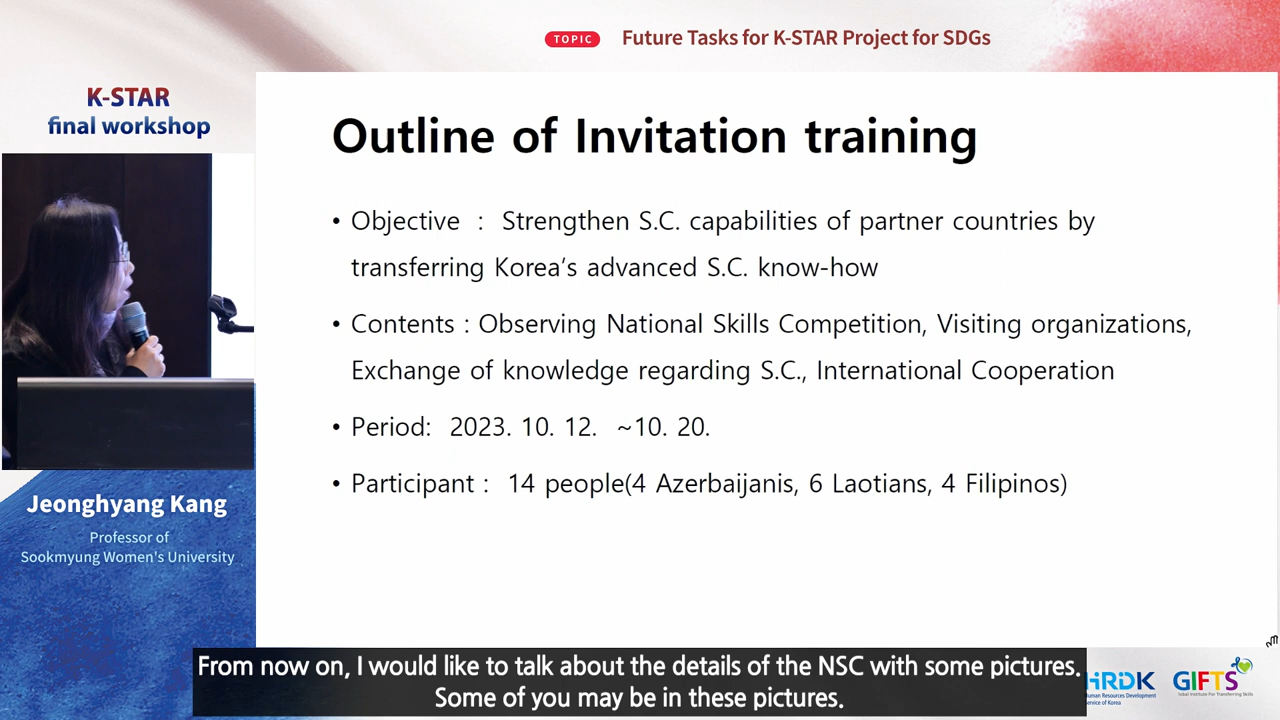 TOPIC Future Tasks for K-STAR Project for SDGs
K-STAR
final workshop
Outline of Invitation training
• Objective : Strengthen S.C. capabilities of partner countries by
transferring Korea's advanced S.C. know-how
• Contents : Observing National Skills Competition, Visiting organizations,
Exchange of knowledge regarding S.C., International Cooperation
• Period: 2023. 10. 12. ~10. 20.
• Participant : 14 people(4 Azerbaijanis, 6 Laotians, 4 Filipinos)
Jeonghyang Kang
Professor of
Sookmyung Women's University
From now on, I would like to talk about the details of the NSC with some pictures.
Some of you may be in these pictures.
HRDK
Human Resources Development
Service of Korea
GIFTS
Global Institute For Transferring Skills